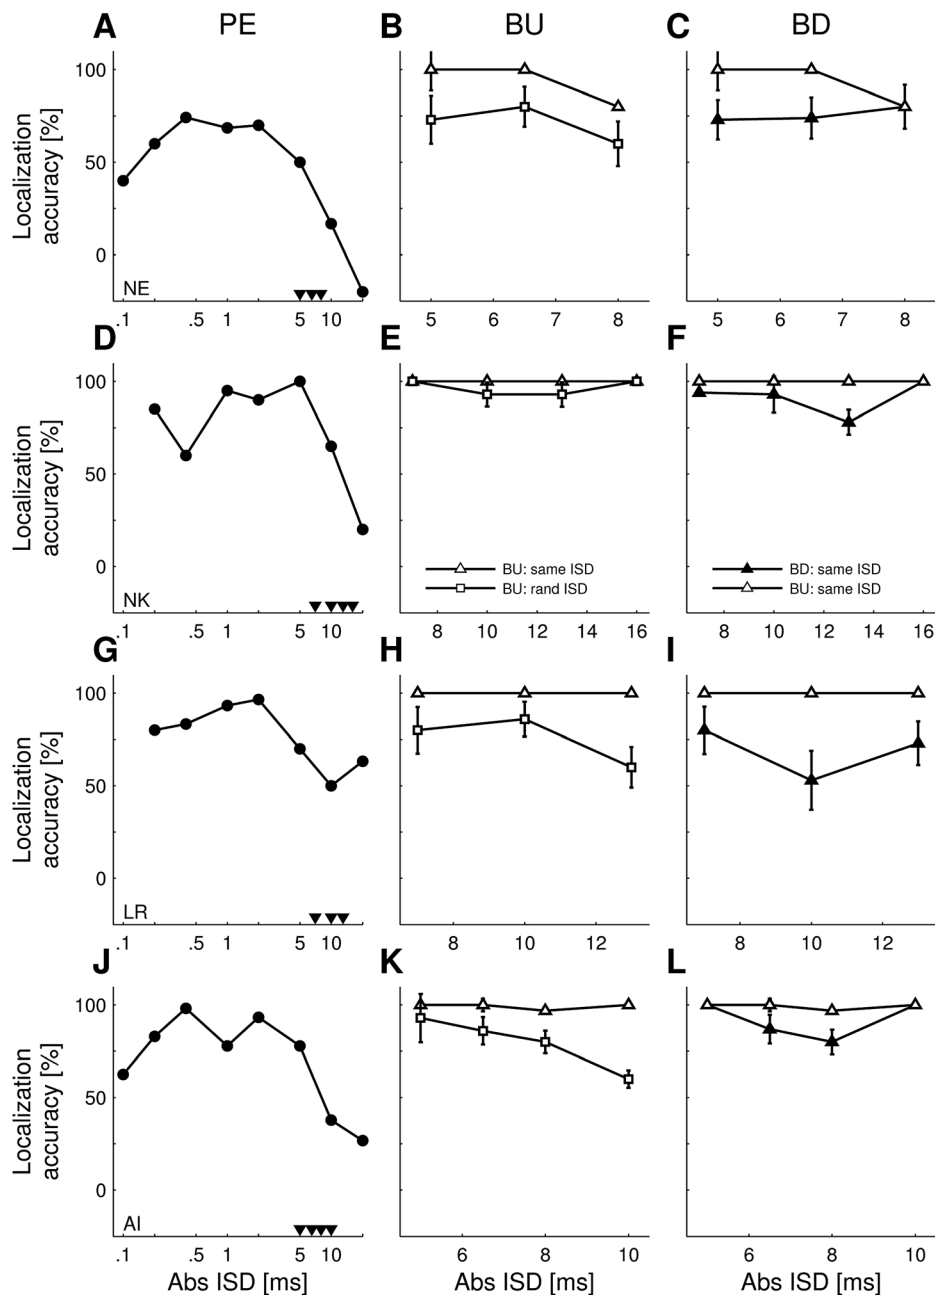 A PE B BU C BD
Localization accuracy [%]
100
50
0
NE
.1 .5 1 5 10
5 6 7 8
5 6 7 8
D E F
Localization accuracy [%]
100
50
0
NK
BU: same ISD
BU: rand ISD
BD: same ISD
BU: same ISD
.1 .5 1 5 10
8 10 12 14 16
8 10 12 14 16
G H I
Localization accuracy [%]
100
50
0
LR
.1 .5 1 5 10
8 10 12
8 10 12
J K L
Localization accuracy [%]
100
50
0
AI
.1 .5 1 5 10
6 8 10
6 8 10
Abs ISD [ms] Abs ISD [ms] Abs ISD [ms]